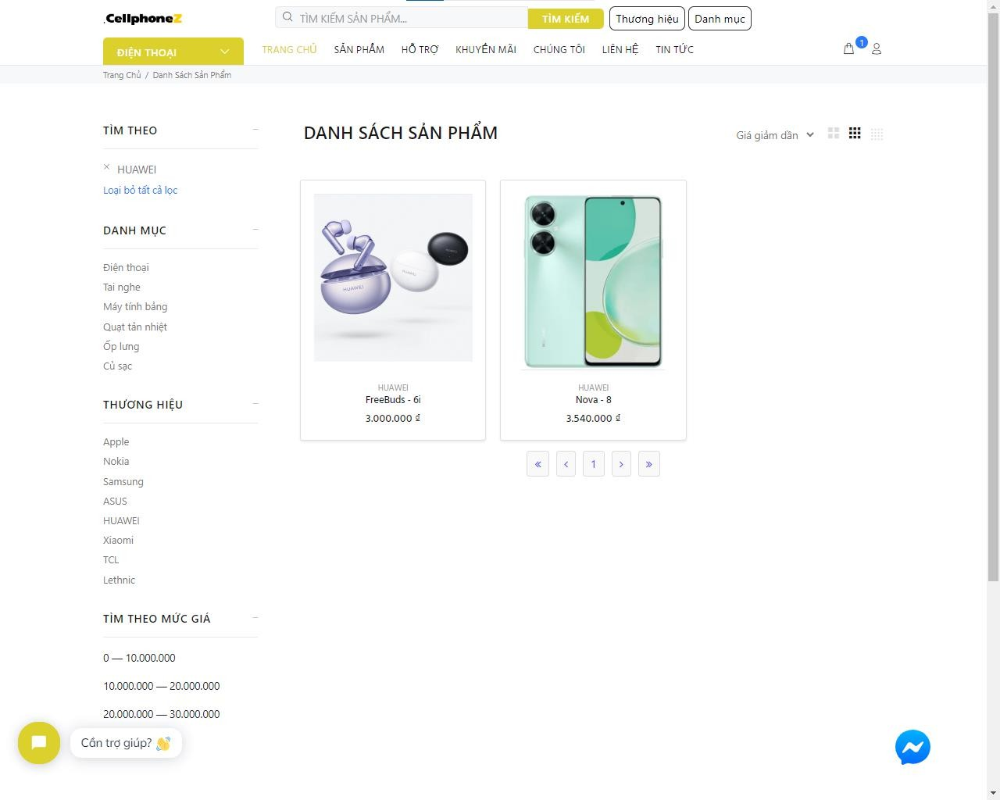 .CellphoneZ
TÌM KIẾM SẢN PHẨM...
TÌM KIẾM
Thương hiệu
Danh mục
ĐIỆN THOẠI
TRANG CHỦ
SẢN PHẨM
HỖ TRỢ
KHUYẾN MÃI
CHÚNG TÔI
LIÊN HỆ
TIN TỨC
1
Trang Chủ / Danh Sách Sản Phẩm
TÌM THEO
HUAWEI
Loại bỏ tất cả lọc
DANH MỤC
Điện thoại
Tai nghe
Máy tính bảng
Quạt tản nhiệt
Ốp lưng
Củ sạc
THƯƠNG HIỆU
Apple
Nokia
Samsung
ASUS
HUAWEI
Xiaomi
TCL
Lethnic
TÌM THEO MỨC GIÁ
0 — 10.000.000
10.000.000 — 20.000.000
20.000.000 — 30.000.000
DANH SÁCH SẢN PHẨM
Giá giảm dần
HUAWEI
HUAWEI
HUAWEI
HUAWEI
FreeBuds - 6i
3.000.000 ₫
HUAWEI
Nova - 8
3.540.000 ₫
« ‹ 1 › »
Cần trợ giúp? 👋